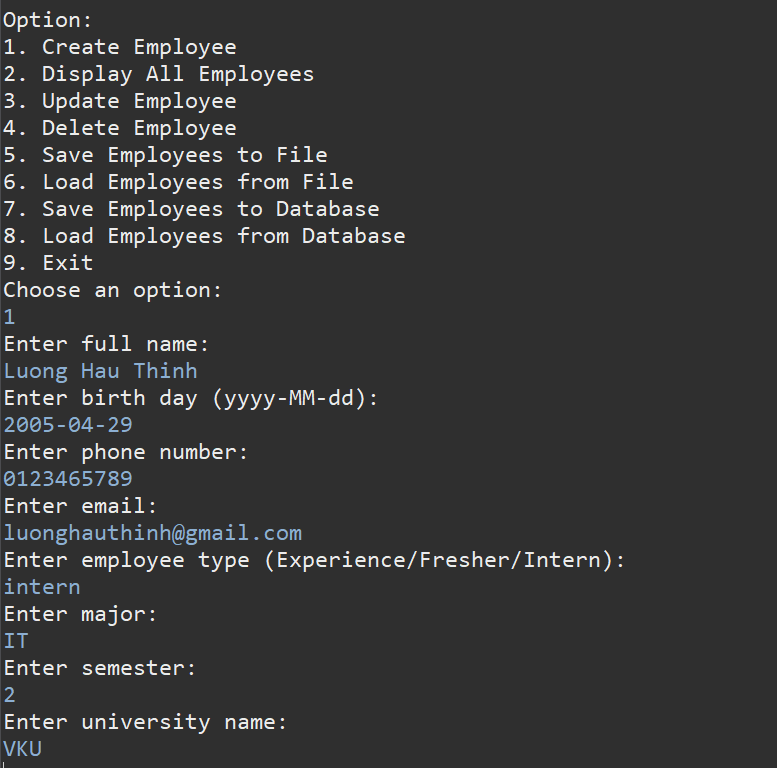 Option:
1. Create Employee
2. Display All Employees
3. Update Employee
4. Delete Employee
5. Save Employees to File
6. Load Employees from File
7. Save Employees to Database
8. Load Employees from Database
9. Exit
Choose an option:
1
Enter full name:
Luong Hau Thinh
Enter birth day (yyyy-MM-dd):
2005-04-29
Enter phone number:
0123465789
Enter email:
luonghauthinh@gmail.com
Enter employee type (Experience/Fresher/Intern):
intern
Enter major:
IT
Enter semester:
2
Enter university name:
VKU